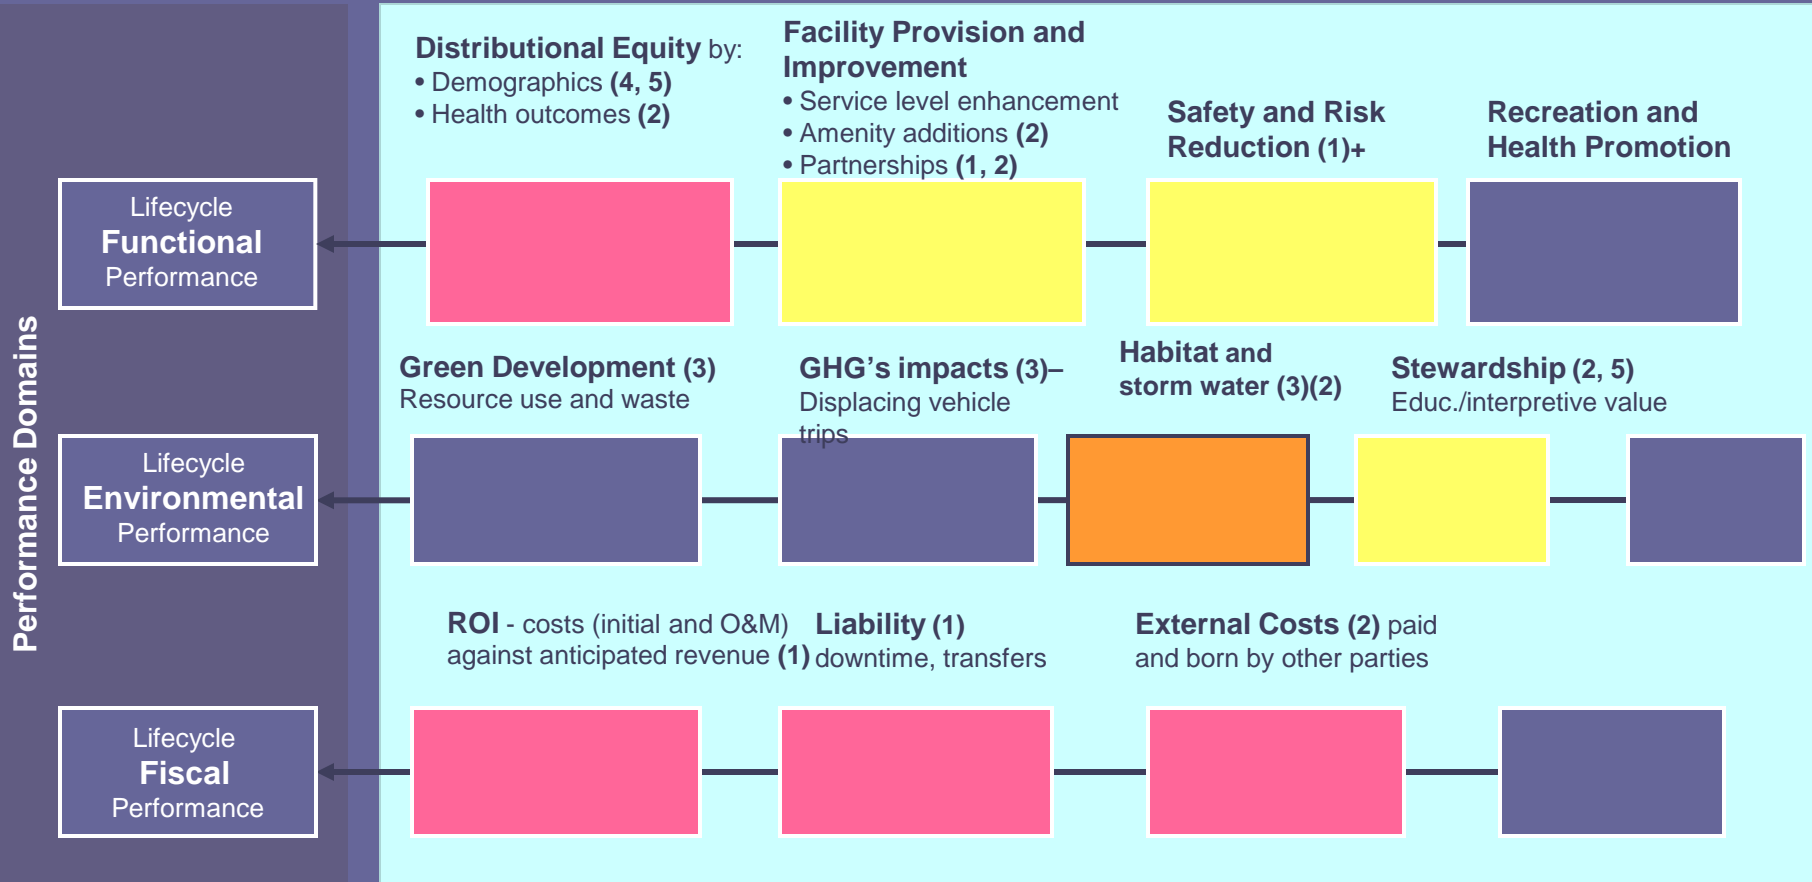 Performance Domains
Distributional Equity by:
• Demographics (4, 5)
• Health outcomes (2)
Facility Provision and
Improvement
• Service level enhancement
• Amenity additions (2)
• Partnerships (1, 2)
Safety and Risk
Reduction (1)+
Recreation and
Health Promotion
Lifecycle
Functional
Performance
Green Development (3)
Resource use and waste
GHG's impacts (3)–
Displacing vehicle
trips
Habitat and
storm water (3)(2)
Stewardship (2, 5)
Educ./interpretive value
Lifecycle
Environmental
Performance
ROI - costs (initial and O&M)
against anticipated revenue (1)
Liability (1)
downtime, transfers
External Costs (2) paid
and born by other parties
Lifecycle
Fiscal
Performance